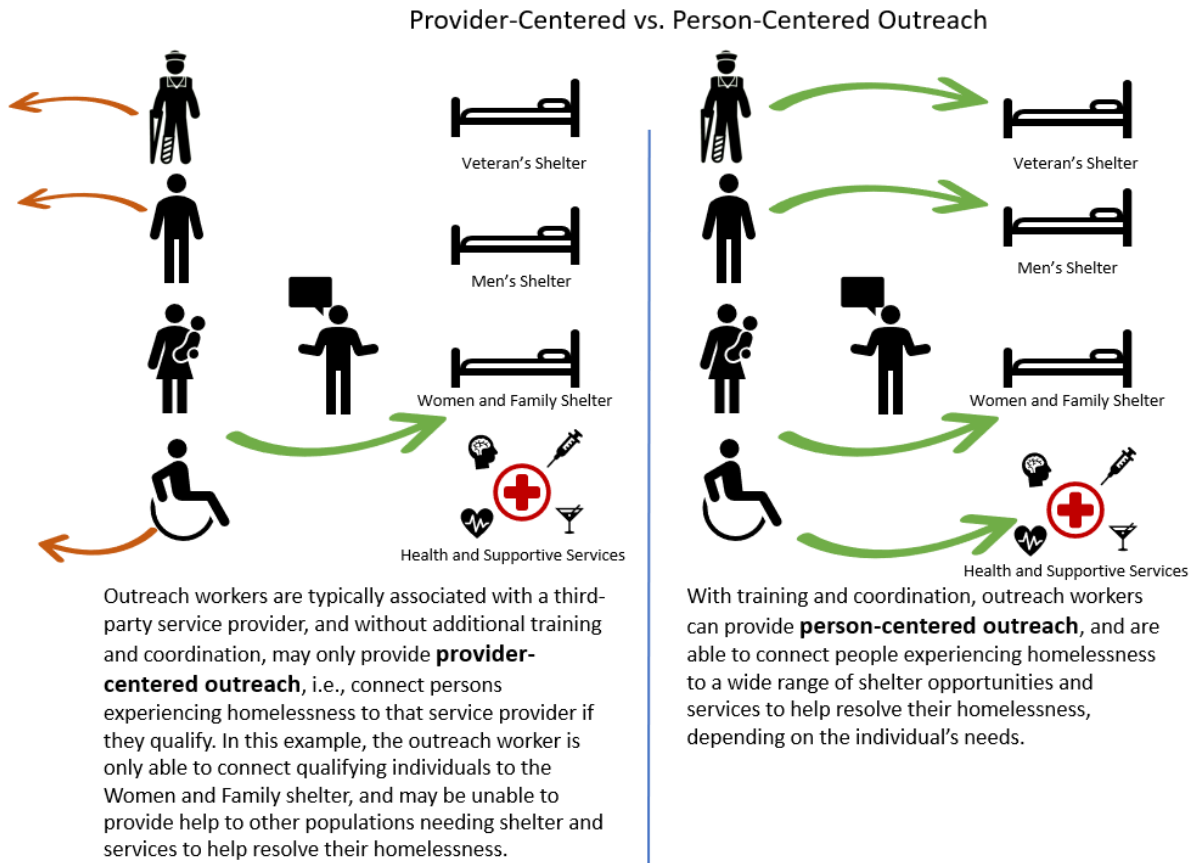 Provider-Centered vs. Person-Centered Outreach
Veteran's Shelter
Men's Shelter
Women and Family Shelter
Health and Supportive Services
Outreach workers are typically associated with a third-
party service provider, and without additional training
and coordination, may only provide provider-
centered outreach, i.e., connect persons
experiencing homelessness to that service provider if
they qualify. In this example, the outreach worker is
only able to connect qualifying individuals to the
Women and Family shelter, and may be unable to
provide help to other populations needing shelter and
services to help resolve their homelessness.
Veteran's Shelter
Men's Shelter
Women and Family Shelter
Health and Supportive Services
With training and coordination, outreach workers
can provide person-centered outreach, and are
able to connect people experiencing homelessness
to a wide range of shelter opportunities and
services to help resolve their homelessness,
depending on the individual's needs.